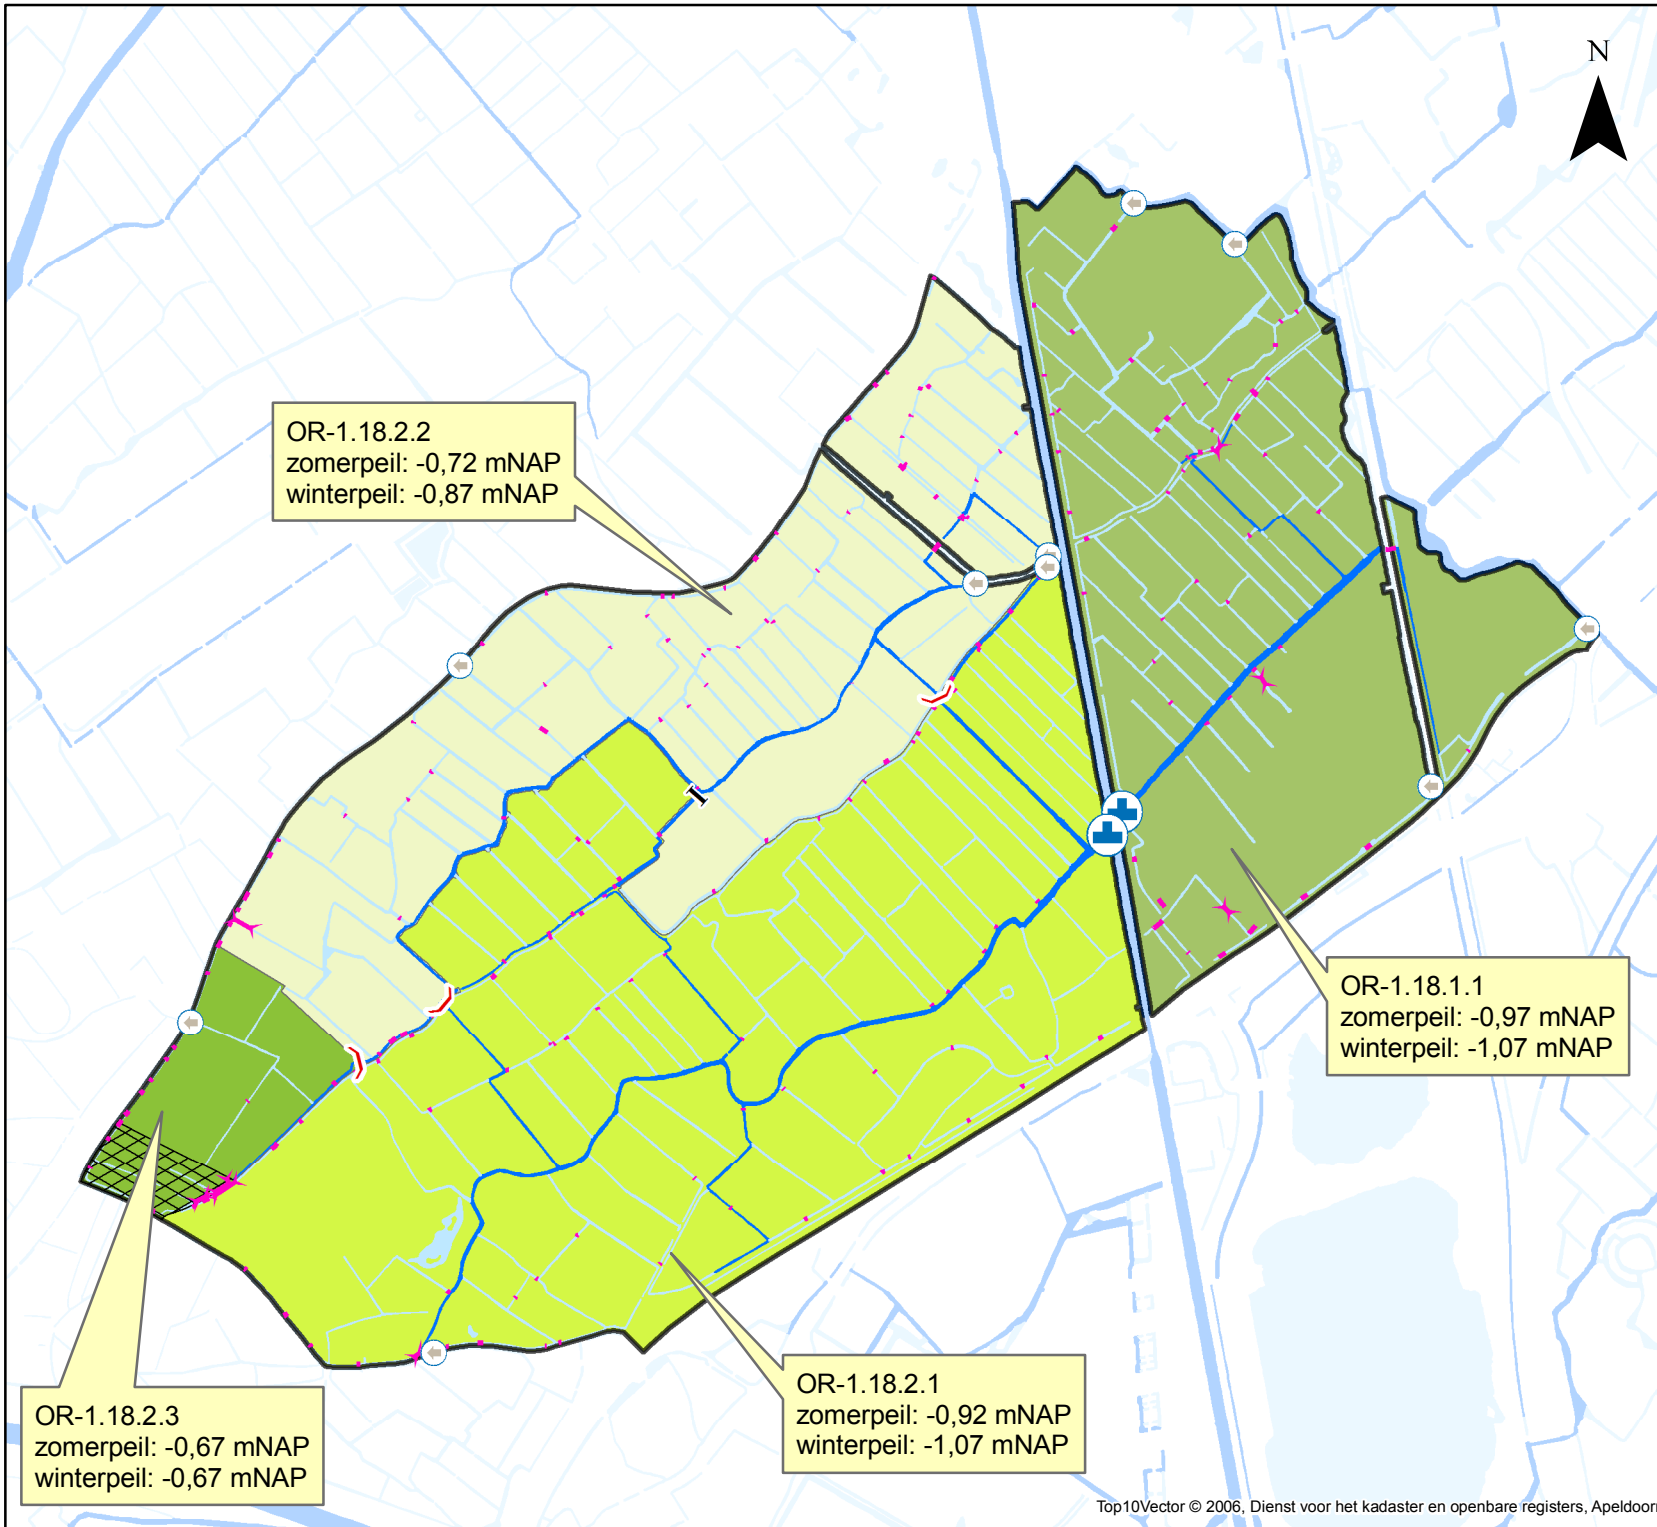 N
OR-1.18.2.2
zomerpeil: -0,72 mNAP
winterpeil: -0,87 mNAP
OR-1.18.1.1
zomerpeil: -0,97 mNAP
winterpeil: -1,07 mNAP
OR-1.18.2.1
zomerpeil: -0,92 mNAP
winterpeil: -1,07 mNAP
OR-1.18.2.3
zomerpeil: -0,67 mNAP
winterpeil: -0,67 mNAP
Top10Vector © 2006, Dienst voor het kadaster en openbare registers, Apeldoorn